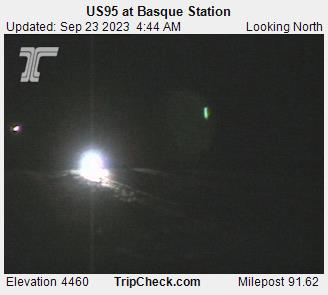 US95 at Basque Station
Updated: Sep 23 2023 4:44 AM Looking North
Elevation 4460 TripCheck.com Milepost 91.62